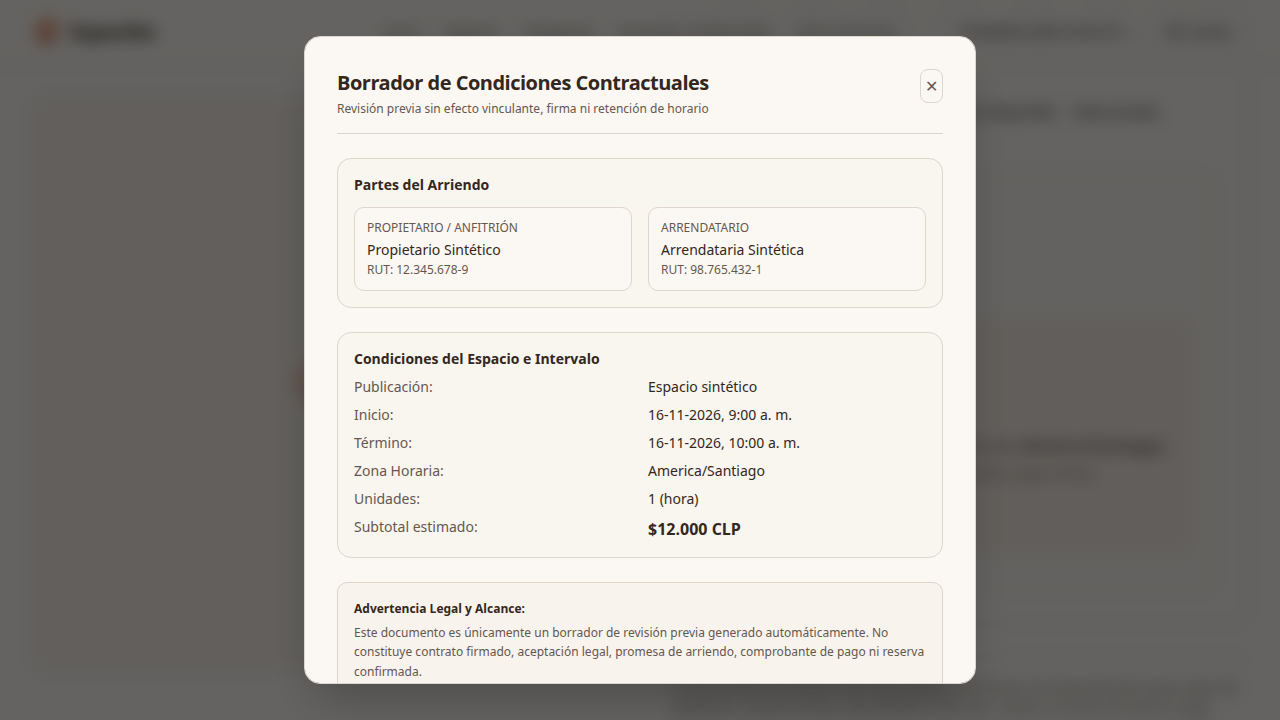 Borrador de Condiciones Contractuales
✕
Revisión previa sin efecto vinculante, firma ni retención de horario
Partes del Arriendo
PROPIETARIO / ANFITRIÓN
Propietario Sintético
RUT: 12.345.678-9
ARRENDATARIO
Arrendataria Sintética
RUT: 98.765.432-1
Condiciones del Espacio e Intervalo
Publicación: Espacio sintético
Inicio: 16-11-2026, 9:00 a. m.
Término: 16-11-2026, 10:00 a. m.
Zona Horaria: America/Santiago
Unidades: 1 (hora)
Subtotal estimado: $12.000 CLP
Advertencia Legal y Alcance:
Este documento es únicamente un borrador de revisión previa generado automáticamente. No
constituye contrato firmado, aceptación legal, promesa de arriendo, comprobante de pago ni reserva
confirmada.